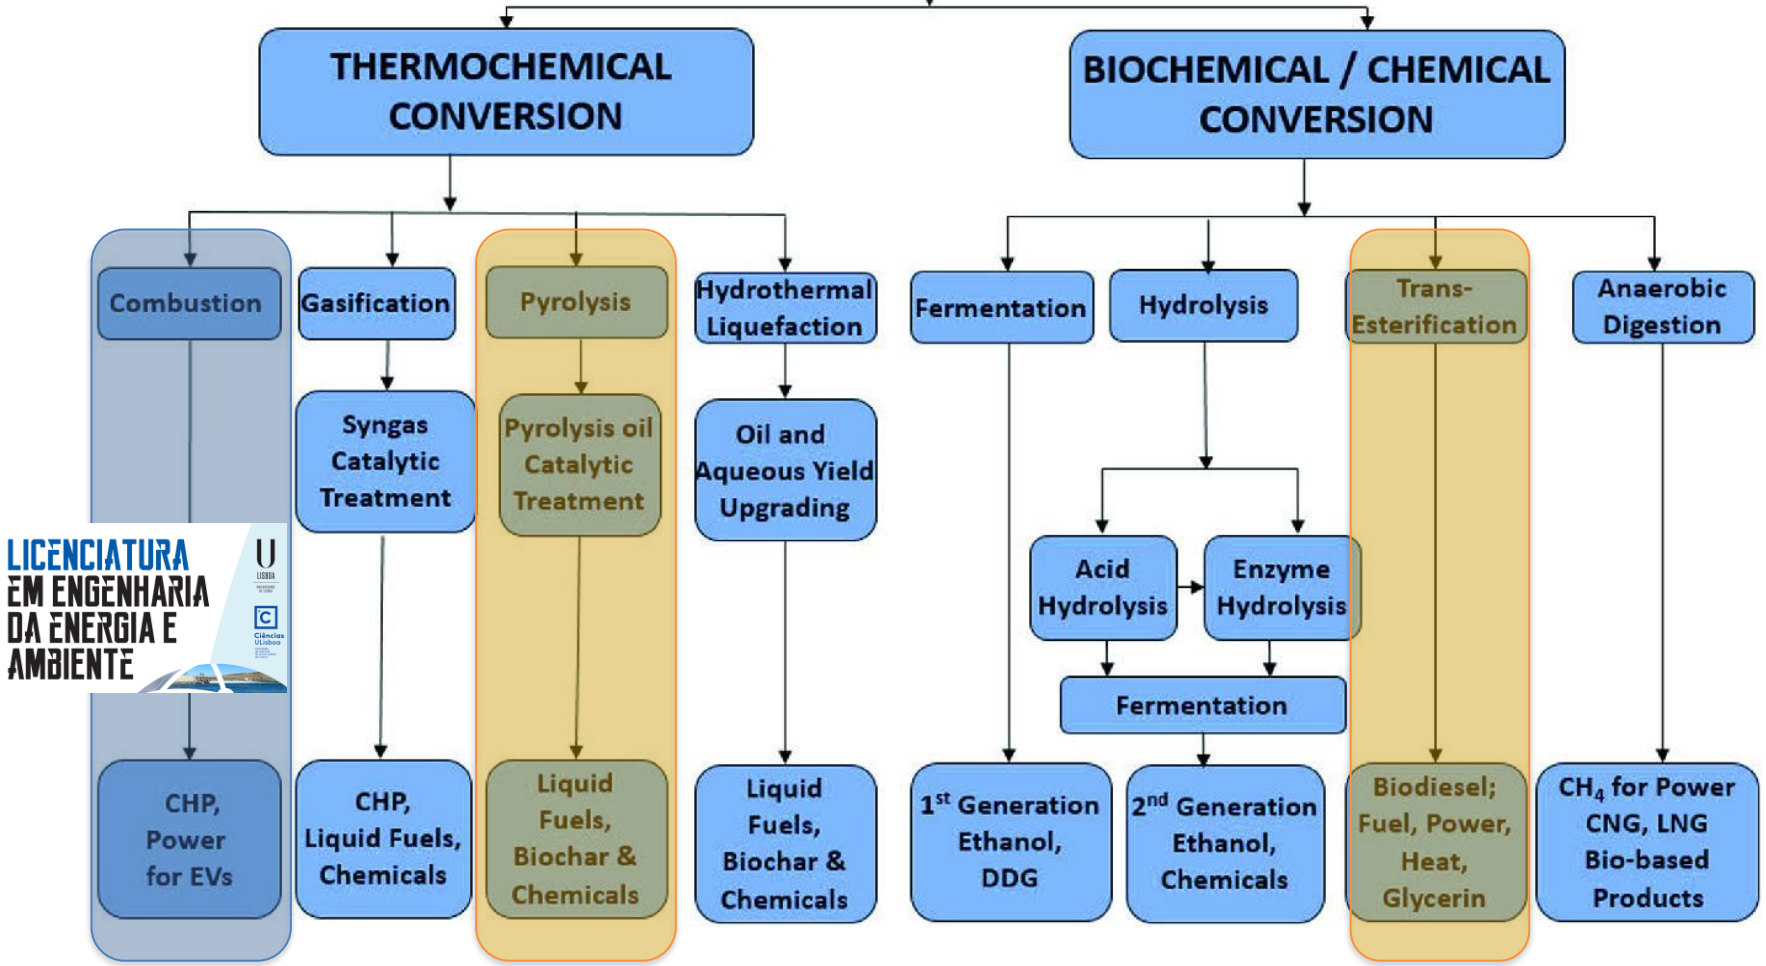 THERMOCHEMICAL
CONVERSION
BIOCHEMICAL / CHEMICAL
CONVERSION
Combustion
Gasification
Pyrolysis
Hydrothermal
Liquefaction
Fermentation
Hydrolysis
Trans-
Esterification
Anaerobic
Digestion
Syngas
Catalytic
Treatment
Pyrolysis oil
Catalytic
Treatment
Oil and
Aqueous Yield
Upgrading
LICENCIATURA
EM ENGENHARIA
DA ENERGIA E
AMBIENTE
U
LISBOA
C
Ciências
ULisboa
Acid
Hydrolysis
Enzyme
Hydrolysis
Fermentation
CHP,
Power
for EVs
CHP,
Liquid Fuels,
Chemicals
Liquid
Fuels,
Biochar &
Chemicals
Liquid
Fuels,
Biochar &
Chemicals
1st Generation
Ethanol,
DDG
2nd Generation
Ethanol,
Chemicals
Biodiesel;
Fuel, Power,
Heat,
Glycerin
CH4 for Power
CNG, LNG
Bio-based
Products